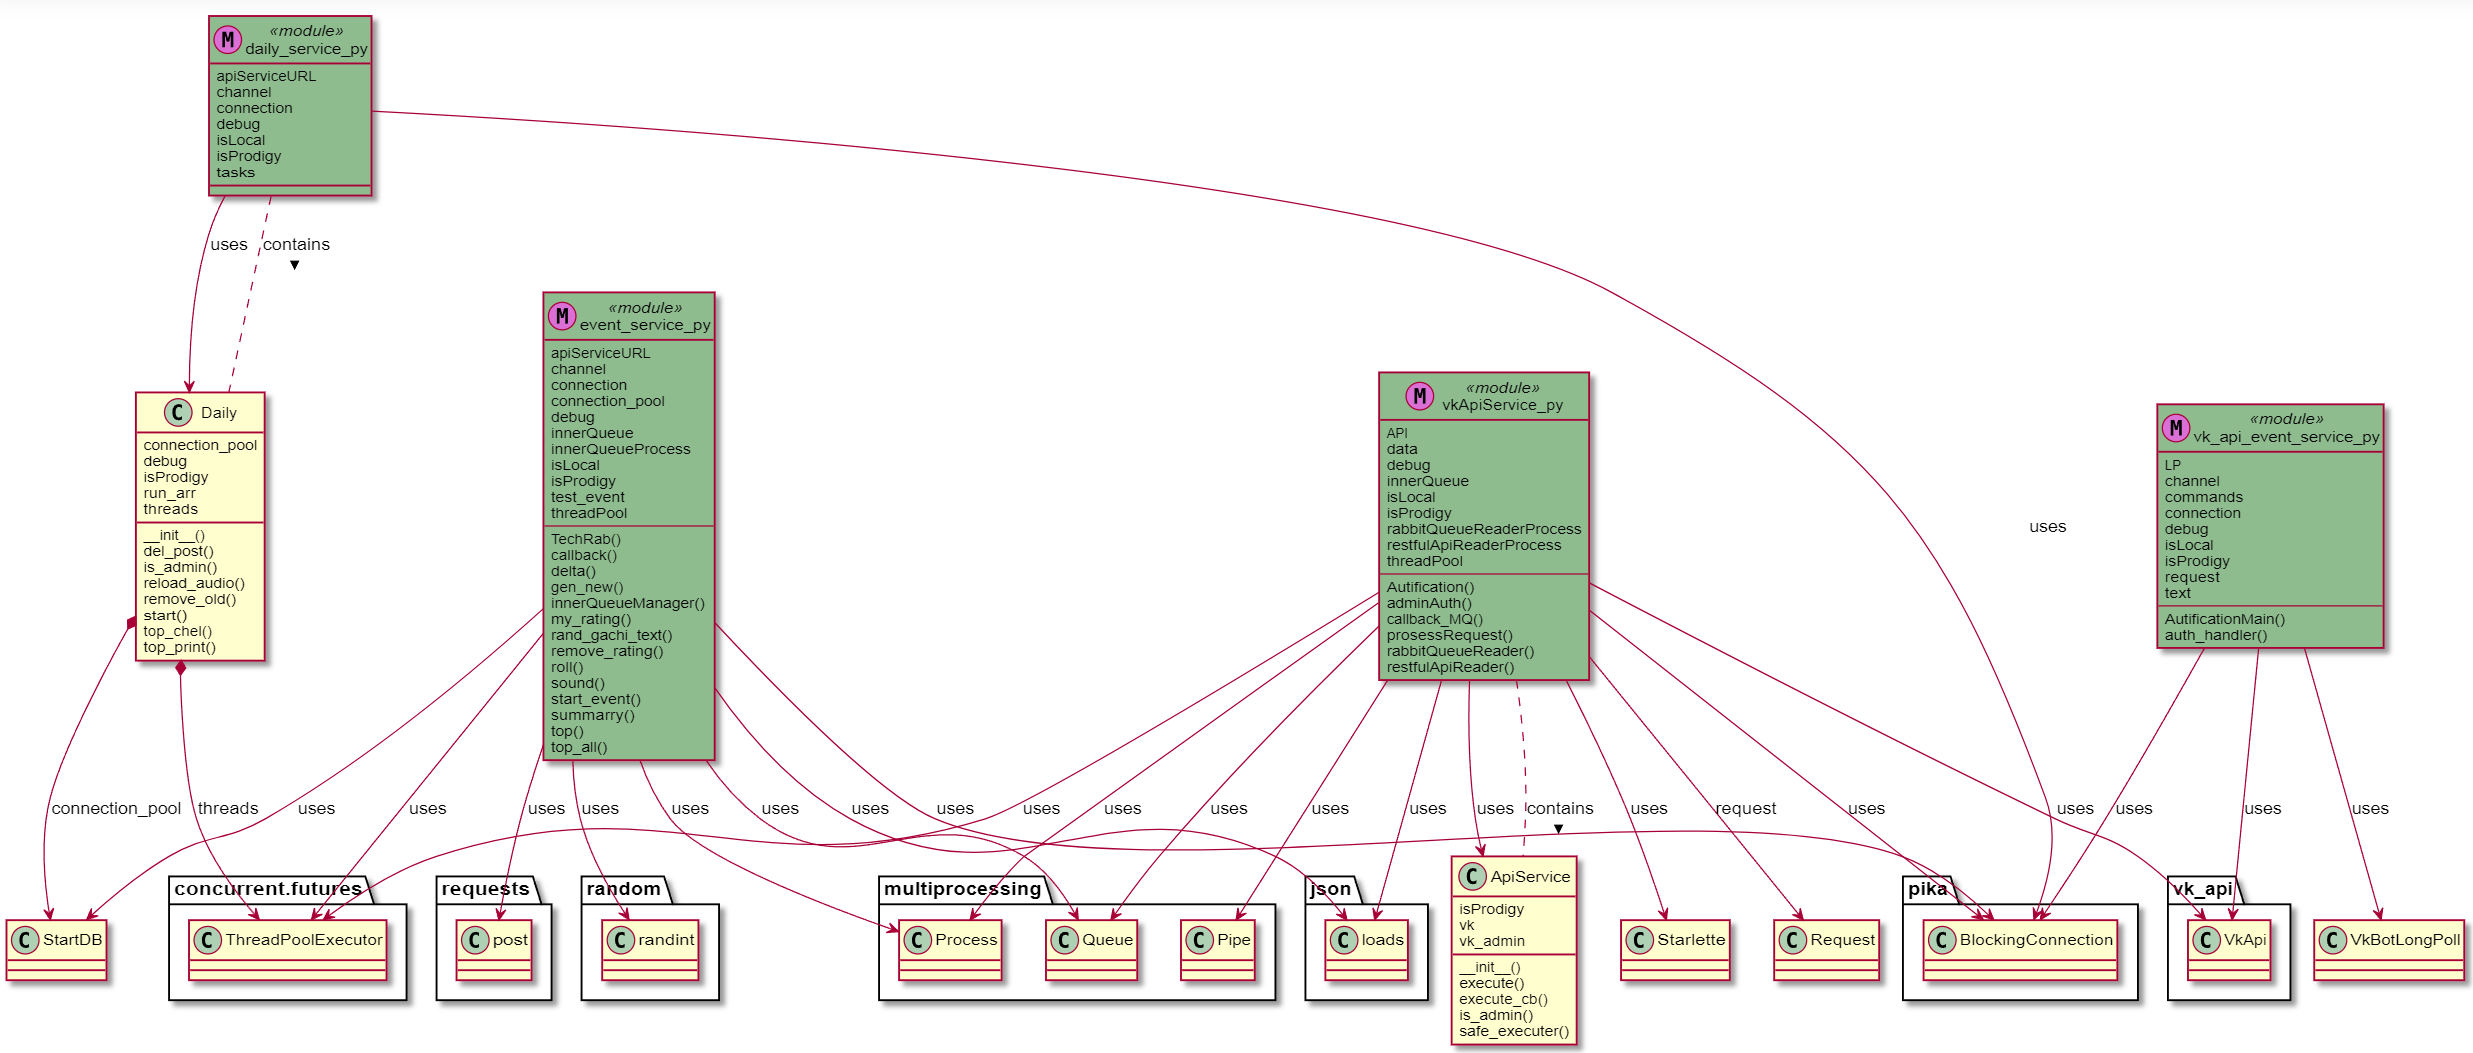 M
«module»
daily_service_py
apiServiceURL
channel
connection
debug
isLocal
isProdigy
tasks
uses
contains
▼
C
Daily
connection_pool
debug
isProdigy
run_arr
threads
__init__()
del_post()
is_admin()
reload_audio()
remove_old()
start()
top_chel()
top_print()
M
«module»
event_service_py
apiServiceURL
channel
connection
connection_pool
debug
innerQueue
innerQueueProcess
isLocal
isProdigy
test_event
threadPool
TechRab()
callback()
delta()
gen_new()
innerQueueManager()
my_rating()
rand_gachi_text()
remove_rating()
roll()
sound()
start_event()
summarry()
top()
top_all()
M
«module»
vkApiService_py
API
data
debug
innerQueue
isLocal
isProdigy
rabbitQueueReaderProcess
restfulApiReaderProcess
threadPool
Autification()
adminAuth()
callback_MQ()
prosessRequest()
rabbitQueueReader()
restfulApiReader()
uses
M
«module»
vk_api_event_service_py
LP
channel
commands
connection
debug
isLocal
isProdigy
request
text
AutificationMain()
auth_handler()
connection_pool
threads
uses
uses
uses
uses
uses
uses
uses
uses
uses
uses
uses
uses
uses
uses
contains
▼
uses
request
uses
uses
uses
uses
uses
C StartDB
concurrent.futures
C ThreadPoolExecutor
requests
C post
random
C randint
multiprocessing
C Process
C Queue
C Pipe
json
C loads
C ApiService
isProdigy
vk
vk_admin
__init__()
execute()
execute_cb()
is_admin()
safe_executer()
C Starlette
C Request
pika
C BlockingConnection
vk_api
C VkApi
C VkBotLongPoll